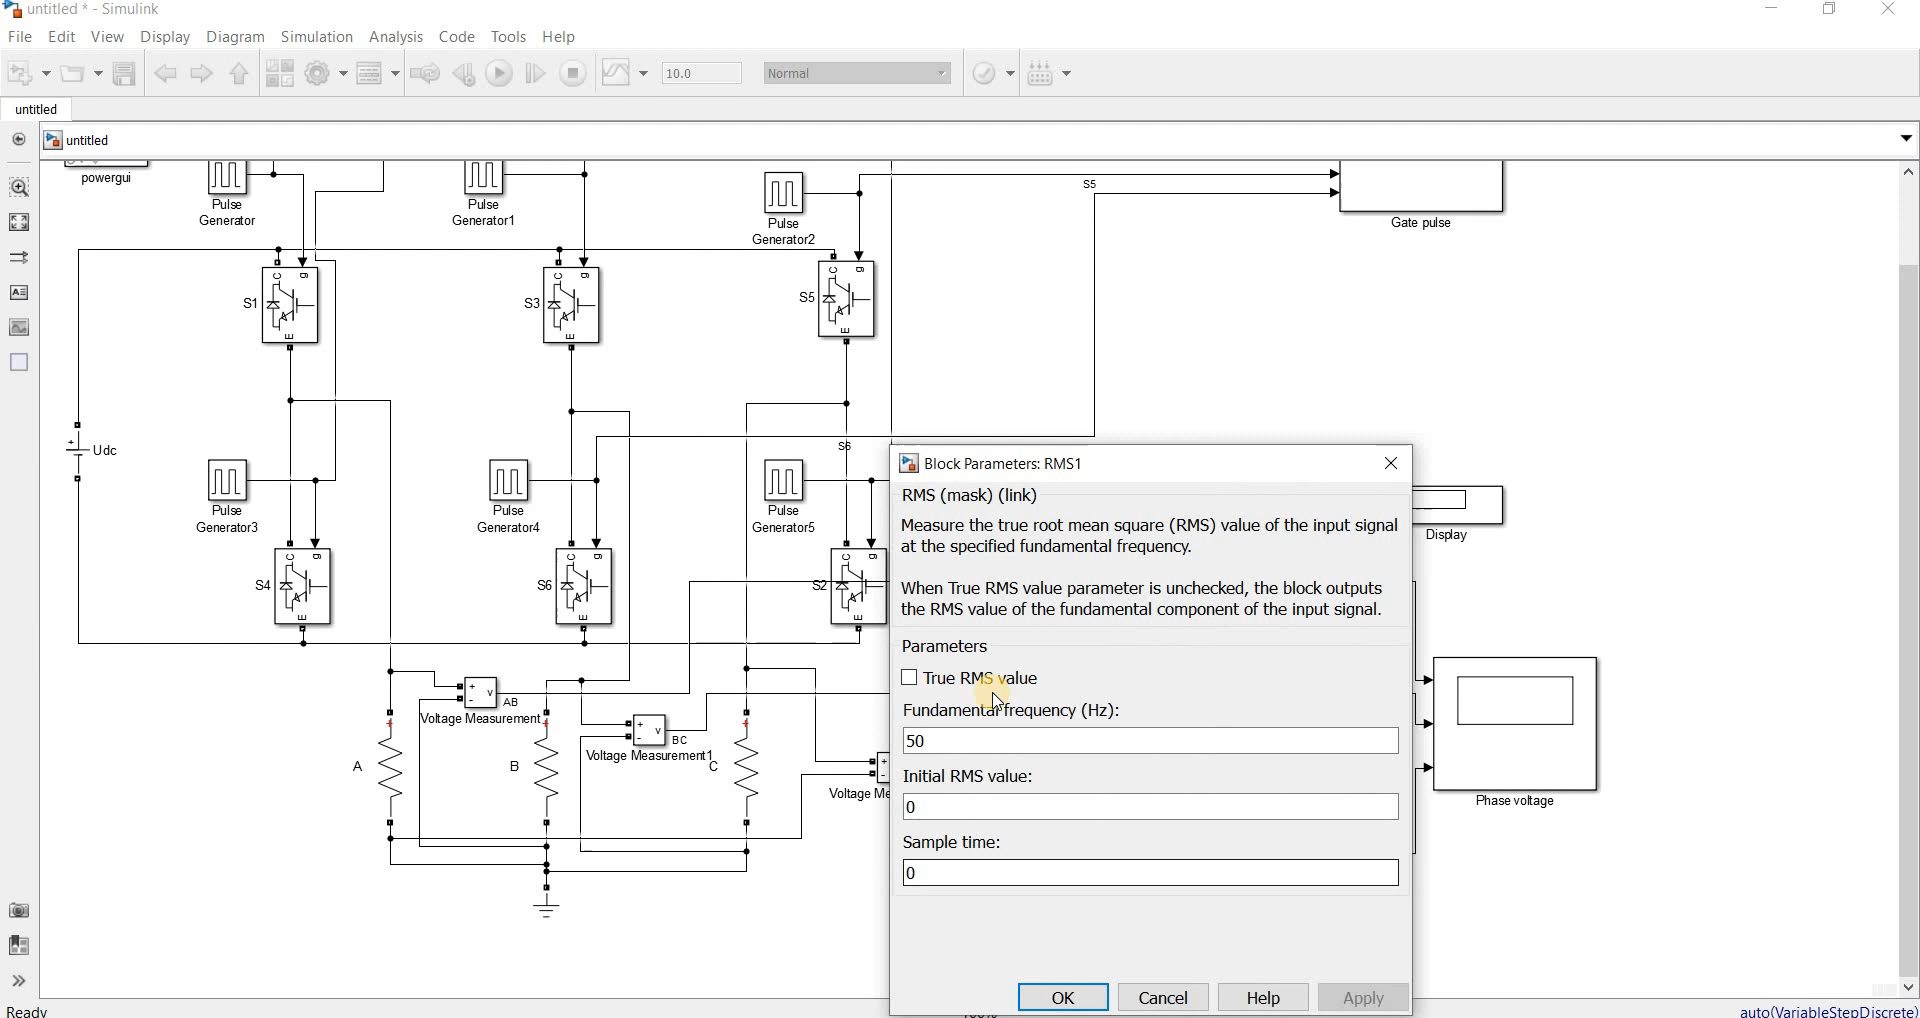 untitled * - Simulink
File Edit View Display Diagram Simulation Analysis Code Tools Help
10.0 Normal
untitled
untitled
powergui
Pulse
Generator
Pulse
Generator1
Pulse
Generator2
S5
Gate pulse
C g
S1
E
C g
S3
E
C g
S5
E
+
Udc
S6
Pulse
Generator3
Pulse
Generator4
Pulse
Generator5
C g
S4
E
C g
S6
E
C g
S2
E
Display
+
-
v
AB
Voltage Measurement
+
-
v
BC
Voltage Measurement1
+
-
Voltage Me
+
A
+
B
+
C
Phase voltage
Block Parameters: RMS1
RMS (mask) (link)
Measure the true root mean square (RMS) value of the input signal
at the specified fundamental frequency.
When True RMS value parameter is unchecked, the block outputs
the RMS value of the fundamental component of the input signal.
Parameters
True RMS value
Fundamental frequency (Hz):
50
Initial RMS value:
0
Sample time:
0
OK Cancel Help Apply
Ready
auto(VariableStepDiscrete)